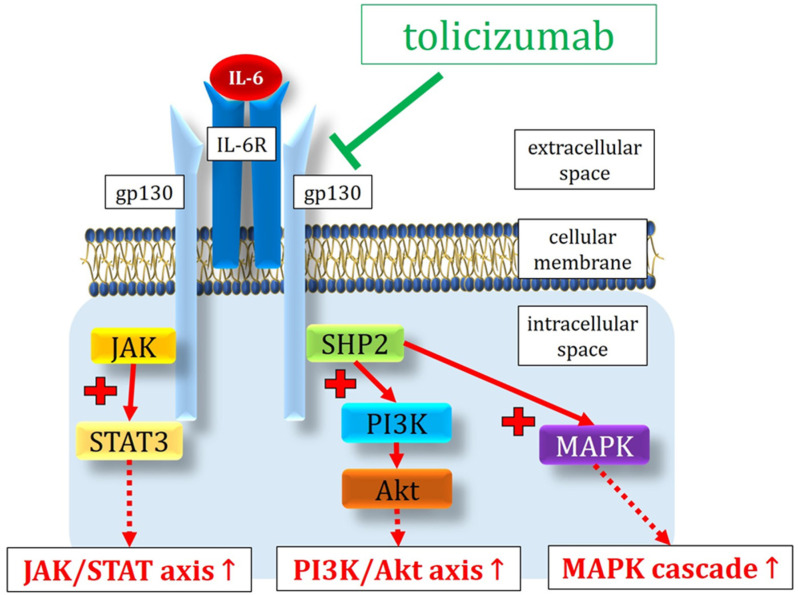 tolicizumab
IL-6
IL-6R
gp130
gp130
extracellular
space
cellular
membrane
intracellular
space
JAK
SHP2
STAT3
PI3K
MAPK
Akt
JAK/STAT axis ↑
PI3K/Akt axis ↑
MAPK cascade ↑